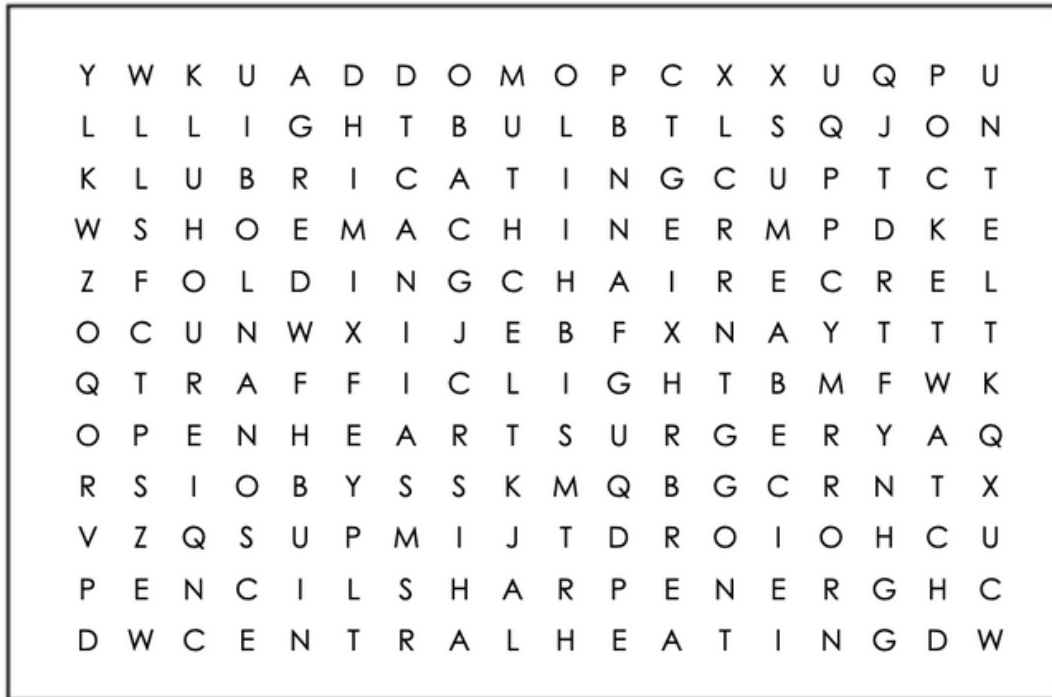 Y W K U A D D O M O P C X X U Q P U
L L L I G H T B U L B T L S Q J O N
K L U B R I C A T I N G C U P T C T
W S H O E M A C H I N E R M P D K E
Z F O L D I N G C H A I R E C R E L
O C U N W X I J E B F X N A Y T T T
Q T R A F F I C L I G H T B M F W K
O P E N H E A R T S U R G E R Y A Q
R S I O B Y S S K M Q B G C R N T X
V Z Q S U P M I J T D R O I O H C U
P E N C I L S H A R P E N E R G H C
D W C E N T R A L H E A T I N G D W